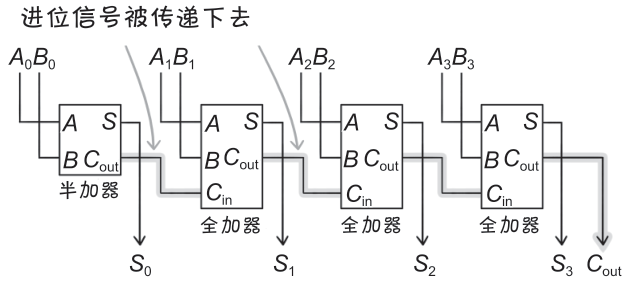 进位信号被传递下去
A₀B₀ A₁B₁ A₂B₂ A₃B₃
A S A S A S A S
B Cout B Cout B Cout B Cout
Cin Cin Cin
半加器 全加器 全加器 全加器
S₀ S₁ S₂ S₃ Cout